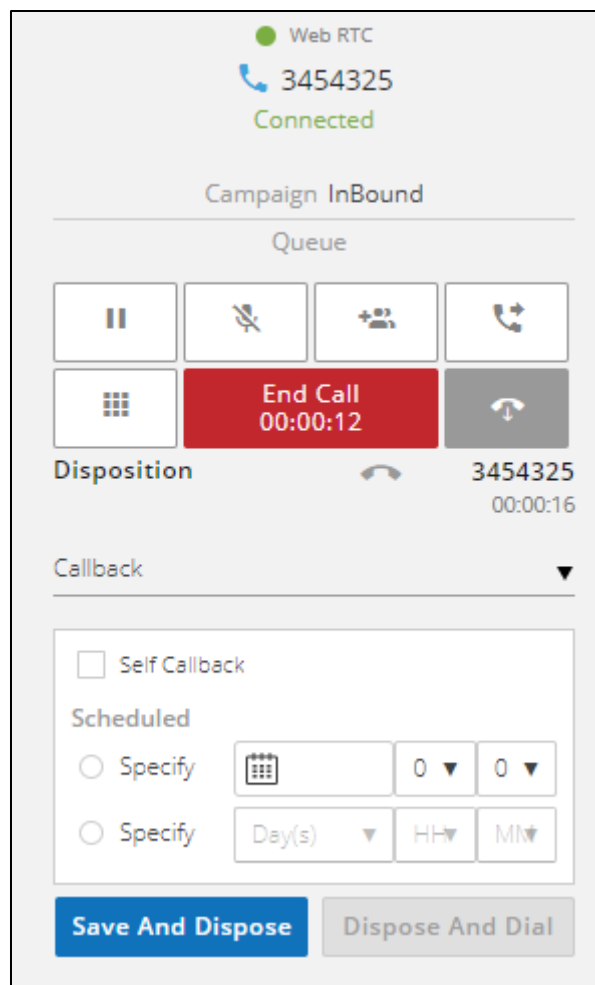 Web RTC
3454325
Connected
Campaign InBound
Queue
End Call
00:00:12
Disposition 3454325
00:00:16
Callback
Self Callback
Scheduled
Specify 0 0
Specify Day(s) HH MM
Save And Dispose Dispose And Dial